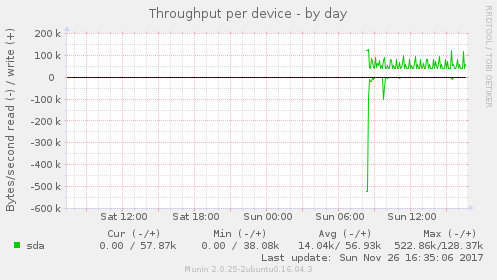 Throughput per device - by day
RRDTOOL / TOBI OETIKER
Bytes/second read (-) / write (+)
200 k
100 k
0
-100 k
-200 k
-300 k
-400 k
-500 k
-600 k
Sat 12:00 Sat 18:00 Sun 00:00 Sun 06:00 Sun 12:00
Cur (-/+) Min (-/+) Avg (-/+) Max (-/+)
sda 0.00 / 57.87k 0.00 / 38.08k 14.04k/ 56.93k 522.86k/128.37k
Last update: Sun Nov 26 16:35:06 2017
Munin 2.0.25-2ubuntu0.16.04.3